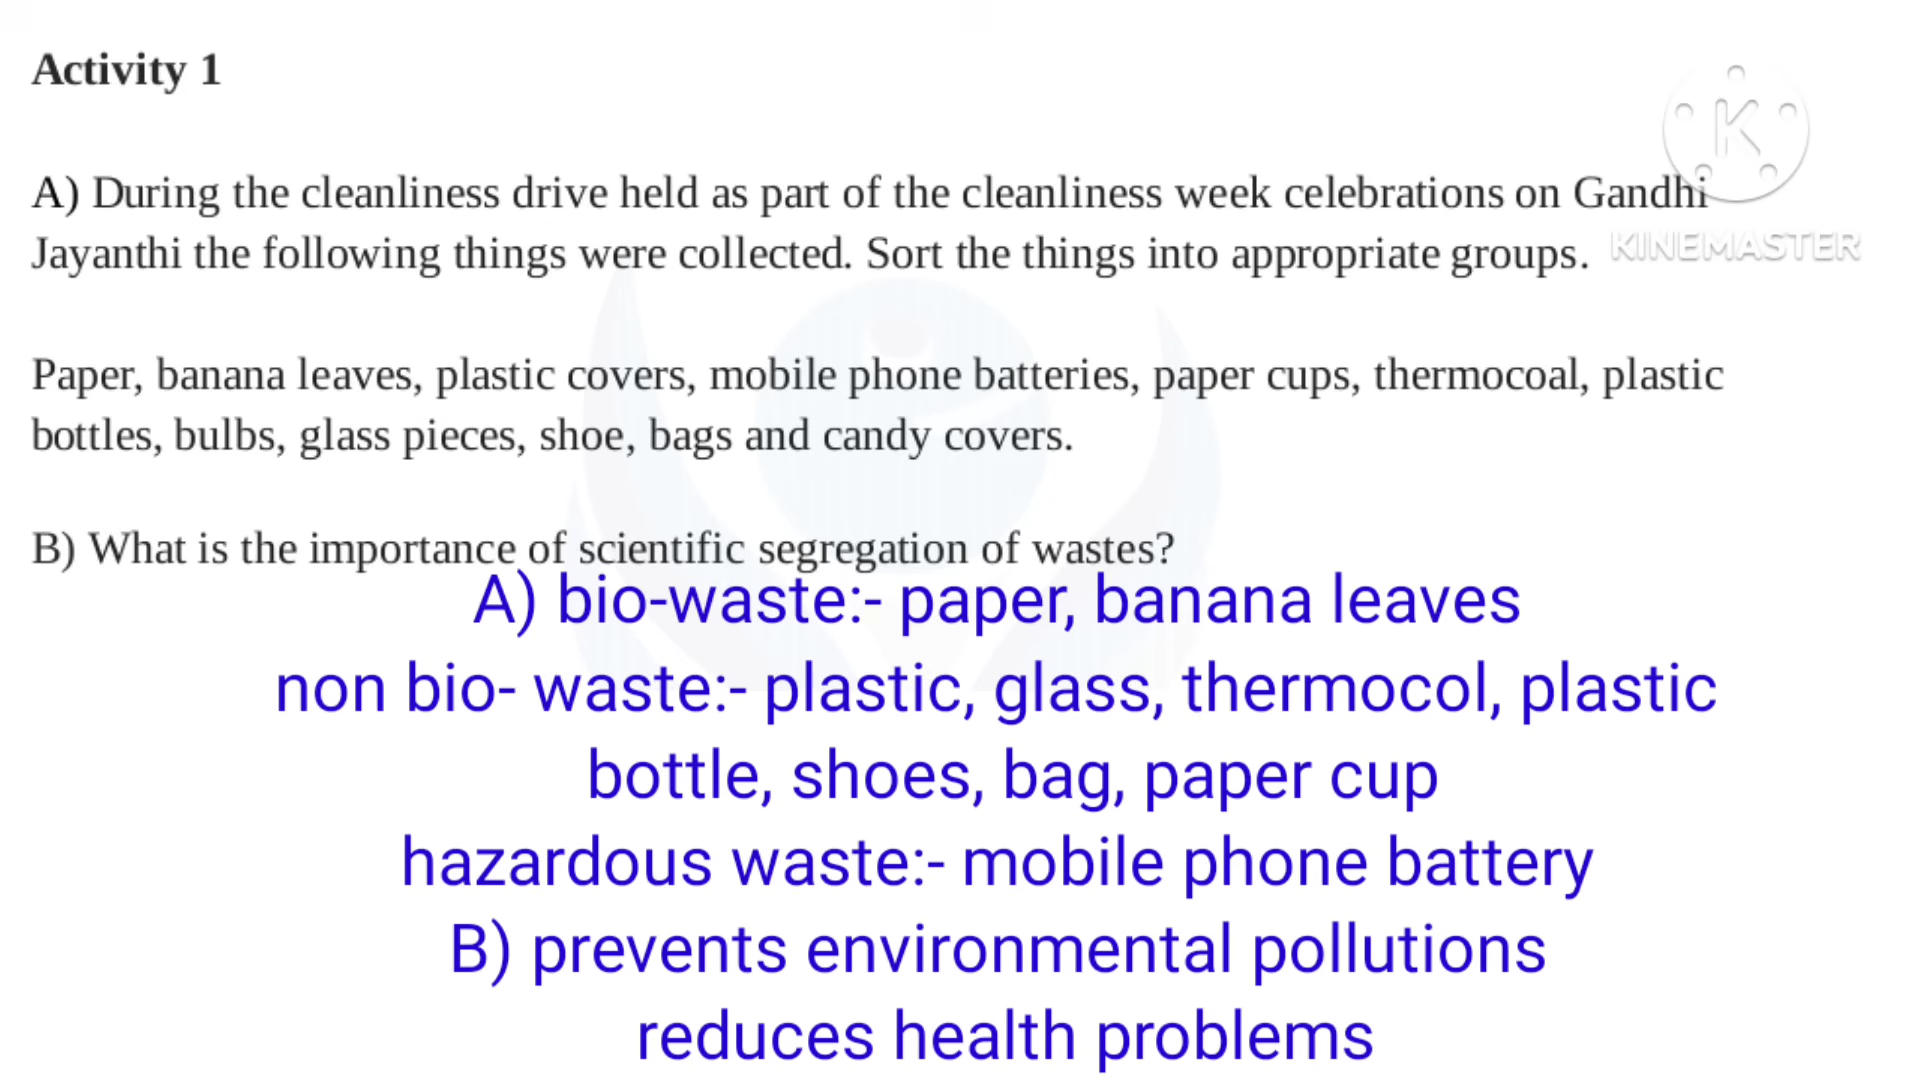 Activity 1
A) During the cleanliness drive held as part of the cleanliness week celebrations on Gandhi
Jayanthi the following things were collected. Sort the things into appropriate groups.
KINEMASTER
Paper, banana leaves, plastic covers, mobile phone batteries, paper cups, thermocoal, plastic
bottles, bulbs, glass pieces, shoe, bags and candy covers.
B) What is the importance of scientific segregation of wastes?
A) bio-waste:- paper, banana leaves
non bio- waste:- plastic, glass, thermocol, plastic
bottle, shoes, bag, paper cup
hazardous waste:- mobile phone battery
B) prevents environmental pollutions
reduces health problems